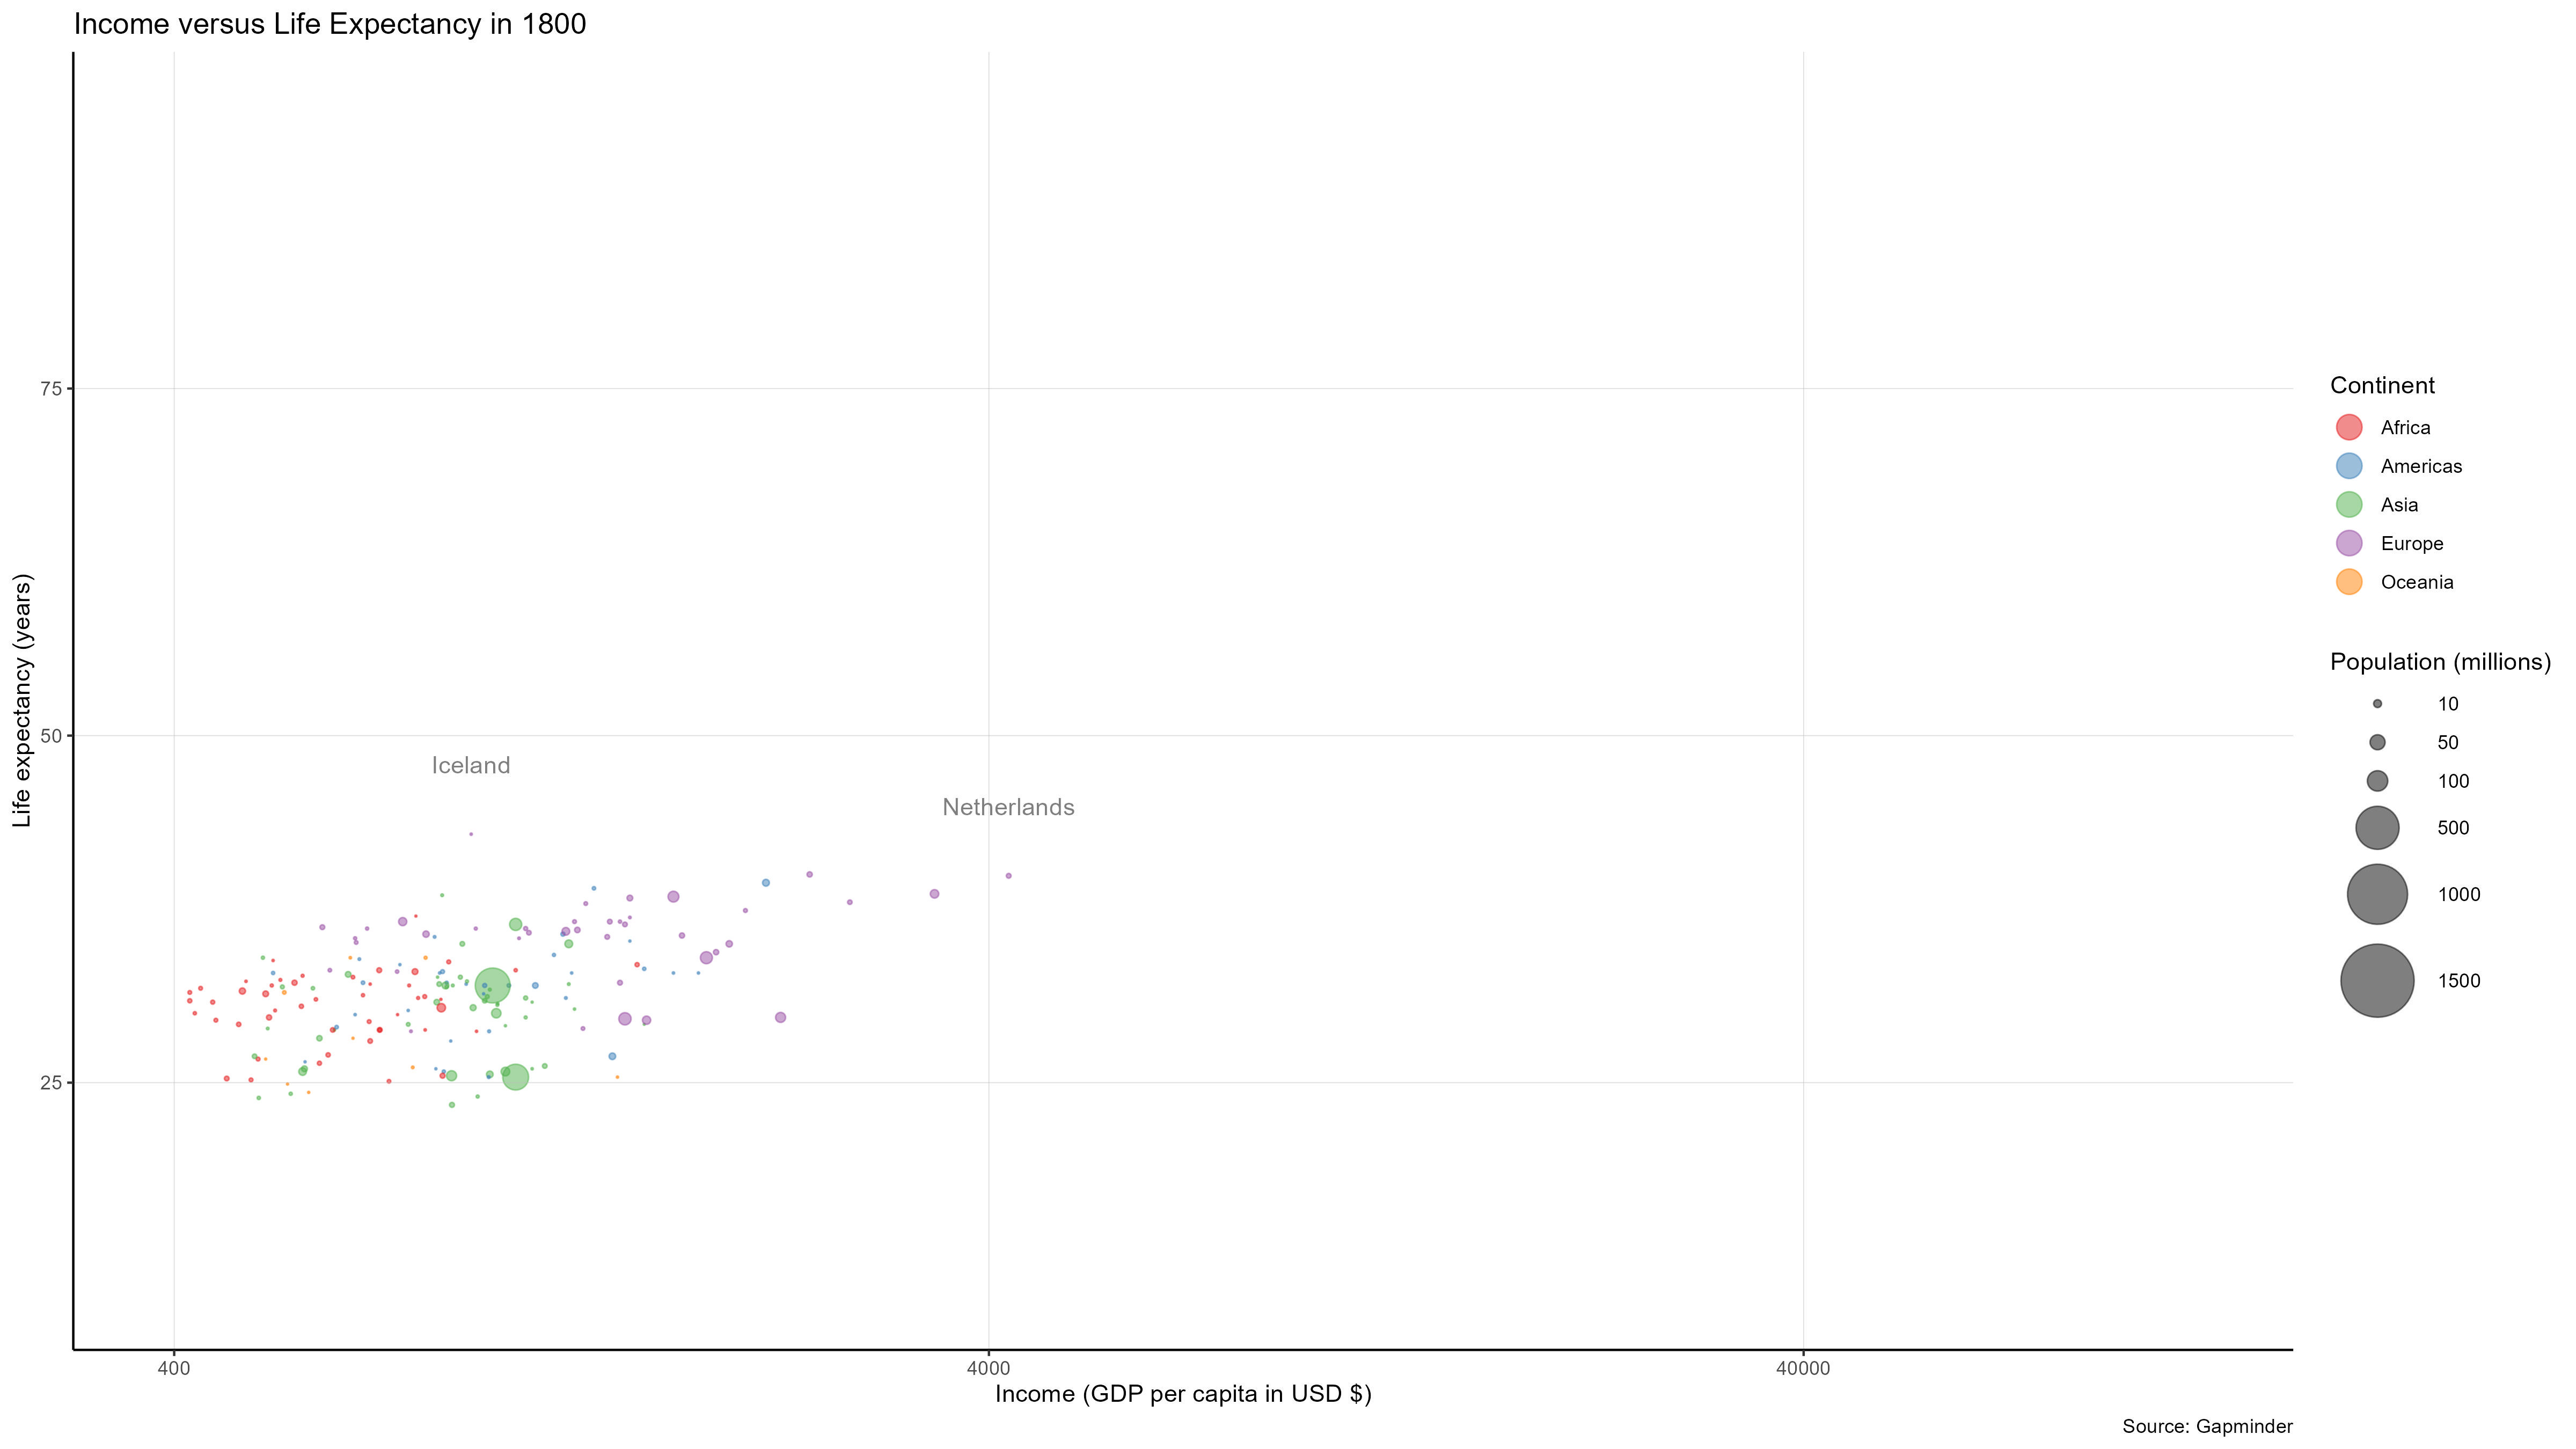 Income versus Life Expectancy in 1800
Life expectancy (years)
75
50
25
Iceland
Netherlands
400
4000
40000
Income (GDP per capita in USD $)
Source: Gapminder
Continent
Africa
Americas
Asia
Europe
Oceania
Population (millions)
10
50
100
500
1000
1500